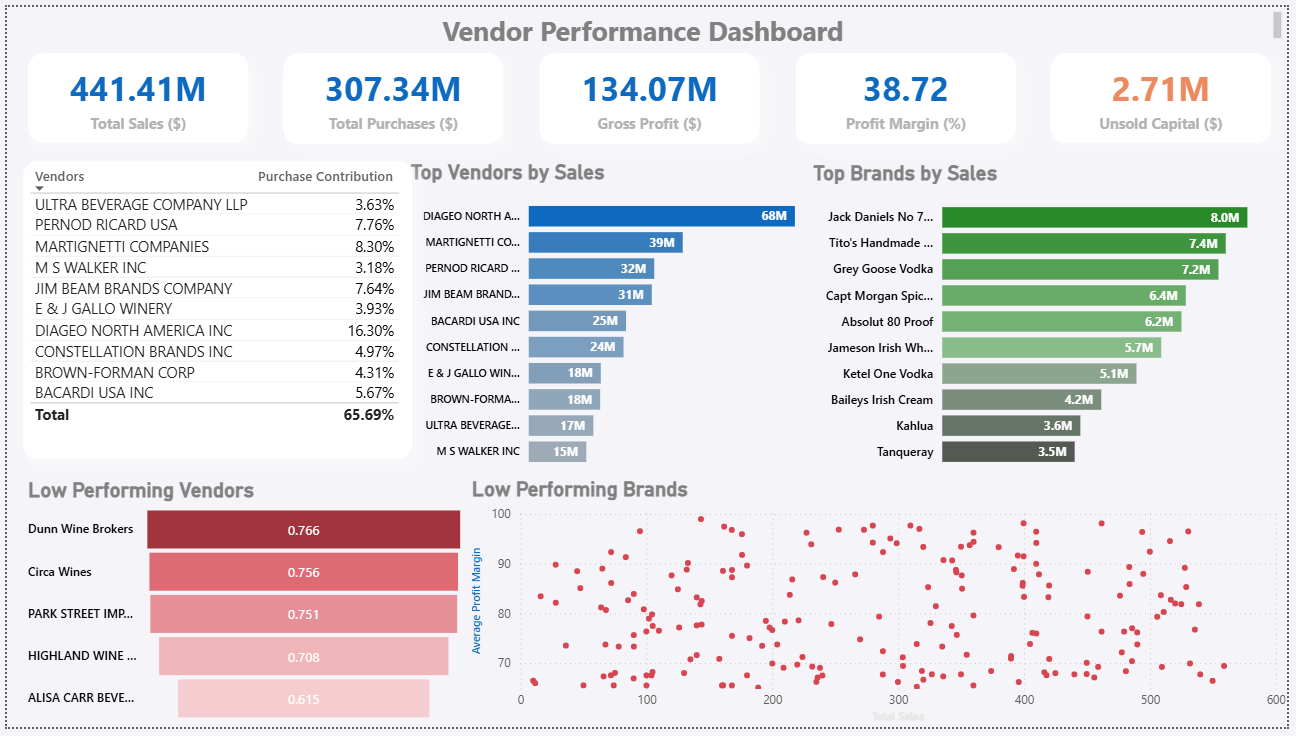 Vendor Performance Dashboard
441.41M
Total Sales ($)
307.34M
Total Purchases ($)
134.07M
Gross Profit ($)
38.72
Profit Margin (%)
2.71M
Unsold Capital ($)
Vendors Purchase Contribution
ULTRA BEVERAGE COMPANY LLP 3.63%
PERNOD RICARD USA 7.76%
MARTIGNETTI COMPANIES 8.30%
M S WALKER INC 3.18%
JIM BEAM BRANDS COMPANY 7.64%
E & J GALLO WINERY 3.93%
DIAGEO NORTH AMERICA INC 16.30%
CONSTELLATION BRANDS INC 4.97%
BROWN-FORMAN CORP 4.31%
BACARDI USA INC 5.67%
Total 65.69%
Top Vendors by Sales
DIAGEO NORTH A... 68M
MARTIGNETTI CO... 39M
PERNOD RICARD ... 32M
JIM BEAM BRAND... 31M
BACARDI USA INC 25M
CONSTELLATION ... 24M
E & J GALLO WIN... 18M
BROWN-FORMA... 18M
ULTRA BEVERAGE... 17M
M S WALKER INC 15M
Top Brands by Sales
Jack Daniels No 7... 8.0M
Tito's Handmade ... 7.4M
Grey Goose Vodka 7.2M
Capt Morgan Spic... 6.4M
Absolut 80 Proof 6.2M
Jameson Irish Wh... 5.7M
Ketel One Vodka 5.1M
Baileys Irish Cream 4.2M
Kahlua 3.6M
Tanqueray 3.5M
Low Performing Vendors
Dunn Wine Brokers 0.766
Circa Wines 0.756
PARK STREET IMP... 0.751
HIGHLAND WINE ... 0.708
ALISA CARR BEVE... 0.615
Low Performing Brands
Average Profit Margin
100
90
80
70
0 100 200 300 400 500 600
Total Sales